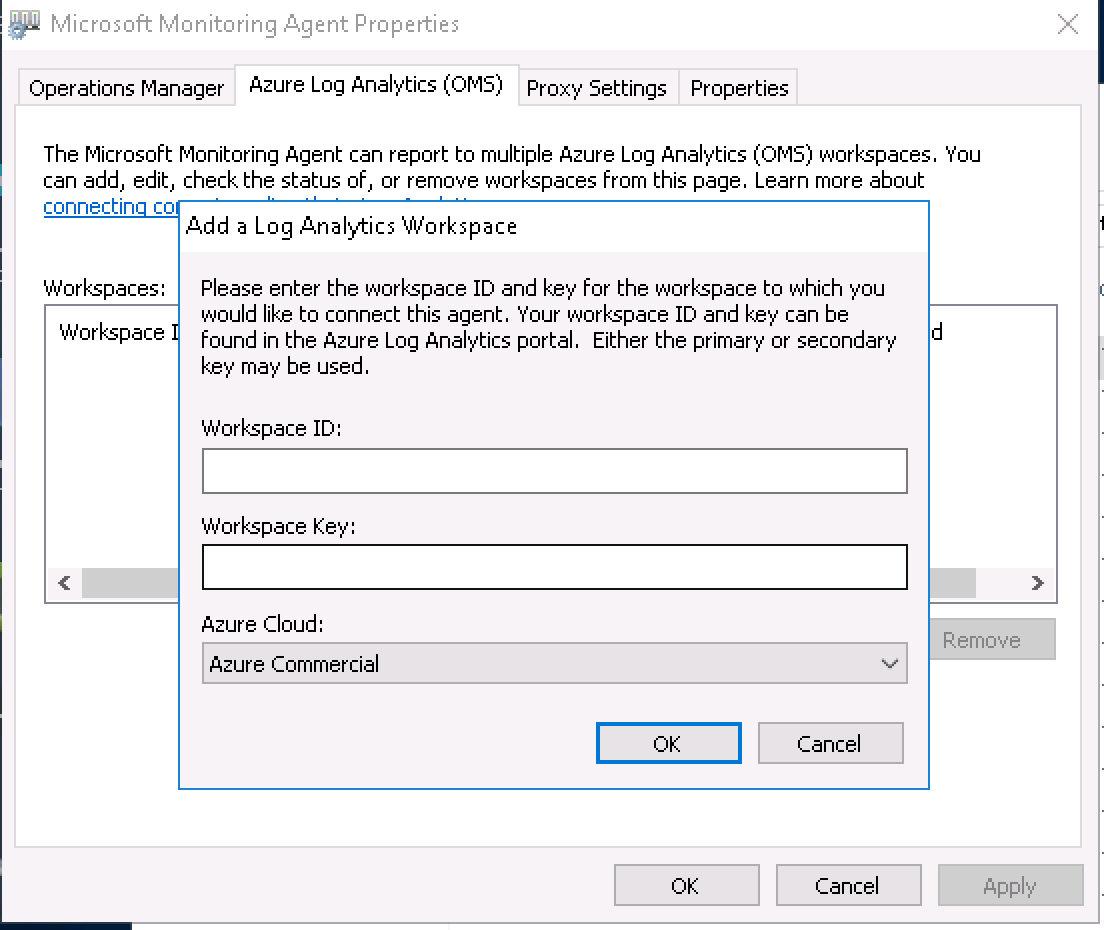 Microsoft Monitoring Agent Properties
Operations Manager
Azure Log Analytics (OMS)
Proxy Settings
Properties
The Microsoft Monitoring Agent can report to multiple Azure Log Analytics (OMS) workspaces. You
can add, edit, check the status of, or remove workspaces from this page. Learn more about
connecting
Add a Log Analytics Workspace
Please enter the workspace ID and key for the workspace to which you
would like to connect this agent. Your workspace ID and key can be
found in the Azure Log Analytics portal.  Either the primary or secondary
key may be used.
Workspaces:
Workspace
Workspace ID:
Workspace Key:
Azure Cloud:
Azure Commercial
Remove
OK
Cancel
OK
Cancel
Apply